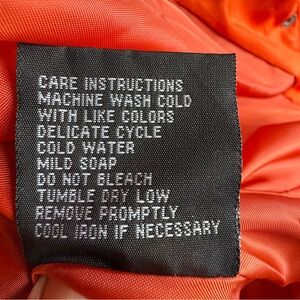 CARE INSTRUCTIONS
MACHINE WASH COLD
WITH LIKE COLORS
DELICATE CYCLE
COLD WATER
MILD SOAP
DO NOT BLEACH
TUMBLE DRY LOW
REMOVE PROMPTLY
COOL IRON IF NECESSARY